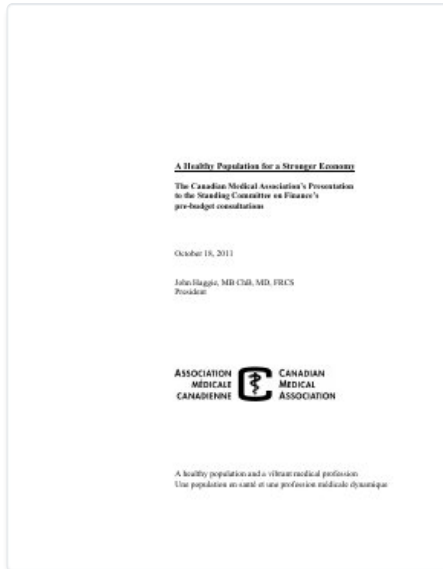 A Healthy Population for a Stronger Economy
The Canadian Medical Association's Presentation
to the Standing Committee on Finance's
pre-budget consultations
October 18, 2011
John Haggie, MB ChB, MD, FRCS
President
ASSOCIATION
MÉDICALE
CANADIENNE
CANADIAN
MEDICAL
ASSOCIATION
A healthy population and a vibrant medical profession
Une population en santé et une profession médicale dynamique